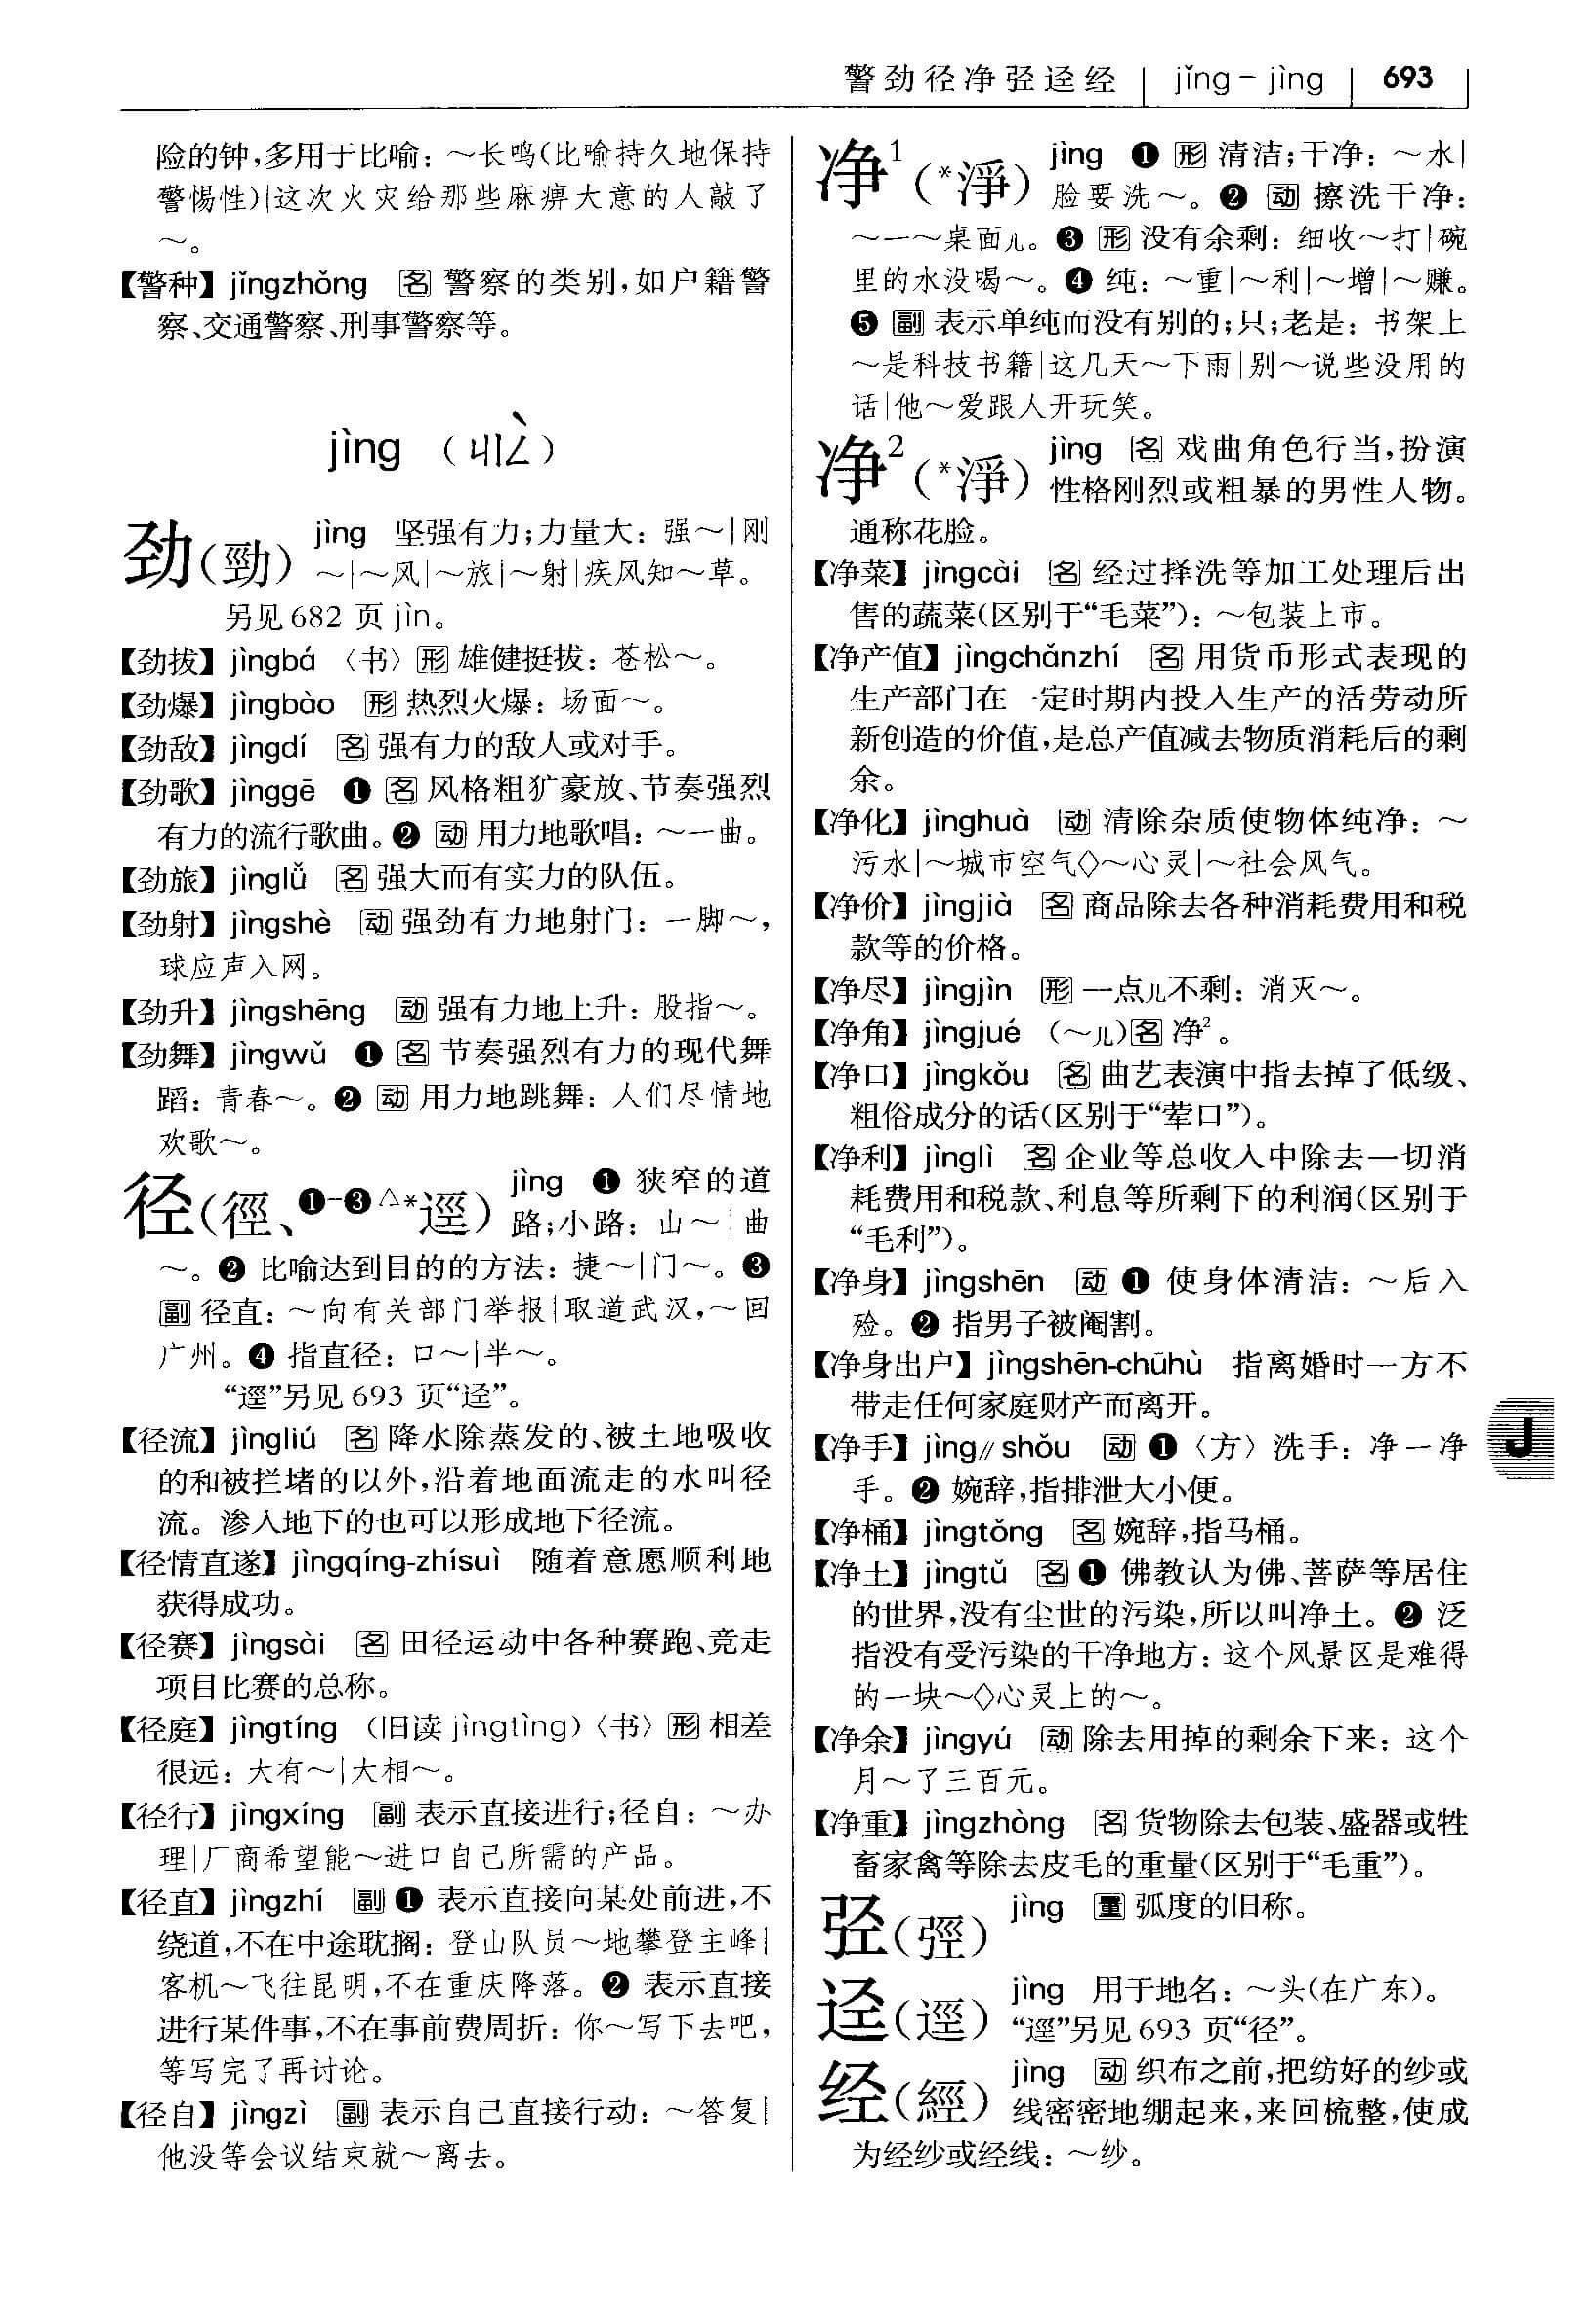 警劲径净弪迳经 | jǐng – jìng | 693
险的钟，多用于比喻：～长鸣（比喻持久地保持
警惕性）|这次火灾给那些麻痹大意的人敲了
～。
【警种】 jǐngzhǒng 名 警察的类别，如户籍警
察、交通警察、刑事警察等。
jìng （ㄐㄧㄥˋ）
劲（勁） jìng 坚强有力；力量大：强～|刚
～|～风|～旅|～射|疾风知～草。
另见 682 页 jìn。
【劲拔】 jìngbá 〈书〉形 雄健挺拔：苍松～。
【劲爆】 jìngbào 形 热烈火爆：场面～。
【劲敌】 jìngdí 名 强有力的敌人或对手。
【劲歌】 jìnggē ❶ 名 风格粗犷豪放、节奏强烈
有力的流行歌曲。❷ 动 用力地歌唱：～一曲。
【劲旅】 jìnglǚ 名 强大而有实力的队伍。
【劲射】 jìngshè 动 强劲有力地射门：一脚～，
球应声入网。
【劲升】 jìngshēng 动 强有力地上升：股指～。
【劲舞】 jìngwǔ ❶ 名 节奏强烈有力的现代舞
蹈：青春～。❷ 动 用力地跳舞：人们尽情地
欢歌～。
径（徑、❶-❸△*逕） jìng ❶ 狭窄的道
路；小路：山～|曲
～。❷ 比喻达到目的的方法：捷～|门～。❸
副 径直：～向有关部门举报|取道武汉，～回
广州。❹ 指直径：口～|半～。
“逕”另见 693 页“迳”。
【径流】 jìngliú 名 降水除蒸发的、被土地吸收
的和被拦堵的以外，沿着地面流走的水叫径
流。渗入地下的也可以形成地下径流。
【径情直遂】 jìngqíng-zhísuì 随着意愿顺利地
获得成功。
【径赛】 jìngsài 名 田径运动中各种赛跑、竞走
项目比赛的总称。
【径庭】 jìngtíng （旧读 jìngtìng）〈书〉形 相差
很远：大有～|大相～。
【径行】 jìngxíng 副 表示直接进行；径自：～办
理|厂商希望能～进口自己所需的产品。
【径直】 jìngzhí 副 ❶ 表示直接向某处前进，不
绕道，不在中途耽搁：登山队员～地攀登主峰|
客机～飞往昆明，不在重庆降落。❷ 表示直接
进行某件事，不在事前费周折：你～写下去吧，
等写完了再讨论。
【径自】 jìngzì 副 表示自己直接行动：～答复|
他没等会议结束就～离去。
净¹（*淨） jìng ❶ 形 清洁；干净：～水|
脸要洗～。❷ 动 擦洗干净：
～一～桌面儿。❸ 形 没有余剩：细收～打|碗
里的水没喝～。❹ 纯：～重|～利|～增|～赚。
❺ 副 表示单纯而没有别的；只；老是：书架上
～是科技书籍|这几天～下雨|别～说些没用的
话|他～爱跟人开玩笑。
净²（*淨） jìng 名 戏曲角色行当，扮演
性格刚烈或粗暴的男性人物。
通称花脸。
【净菜】 jìngcài 名 经过择洗等加工处理后出
售的蔬菜（区别于“毛菜”）：～包装上市。
【净产值】 jìngchǎnzhí 名 用货币形式表现的
生产部门在一定时期内投入生产的活劳动所
新创造的价值，是总产值减去物质消耗后的剩
余。
【净化】 jìnghuà 动 清除杂质使物体纯净：～
污水|～城市空气◇～心灵|～社会风气。
【净价】 jìngjià 名 商品除去各种消耗费用和税
款等的价格。
【净尽】 jìngjìn 形 一点儿不剩：消灭～。
【净角】 jìngjué （～儿）名 净²。
【净口】 jìngkǒu 名 曲艺表演中指去掉了低级、
粗俗成分的话（区别于“荤口”）。
【净利】 jìnglì 名 企业等总收入中除去一切消
耗费用和税款、利息等所剩下的利润（区别于
“毛利”）。
【净身】 jìngshēn 动 ❶ 使身体清洁：～后入
殓。❷ 指男子被阉割。
【净身出户】 jìngshēn-chūhù 指离婚时一方不
带走任何家庭财产而离开。
【净手】 jìng∥shǒu 动 ❶〈方〉洗手：净一净
手。❷ 婉辞，指排泄大小便。
【净桶】 jìngtǒng 名 婉辞，指马桶。
【净土】 jìngtǔ 名 ❶ 佛教认为佛、菩萨等居住
的世界，没有尘世的污染，所以叫净土。❷ 泛
指没有受污染的干净地方：这个风景区是难得
的一块～◇心灵上的～。
【净余】 jìngyú 动 除去用掉的剩余下来：这个
月～了三百元。
【净重】 jìngzhòng 名 货物除去包装、盛器或牲
畜家禽等除去皮毛的重量（区别于“毛重”）。
弪（弳） jìng 量 弧度的旧称。
迳（逕） jìng 用于地名：～头（在广东）。
“逕”另见 693 页“径”。
经（經） jìng 动 织布之前，把纺好的纱或
线密密地绷起来，来回梳整，使成
为经纱或经线：～纱。
J